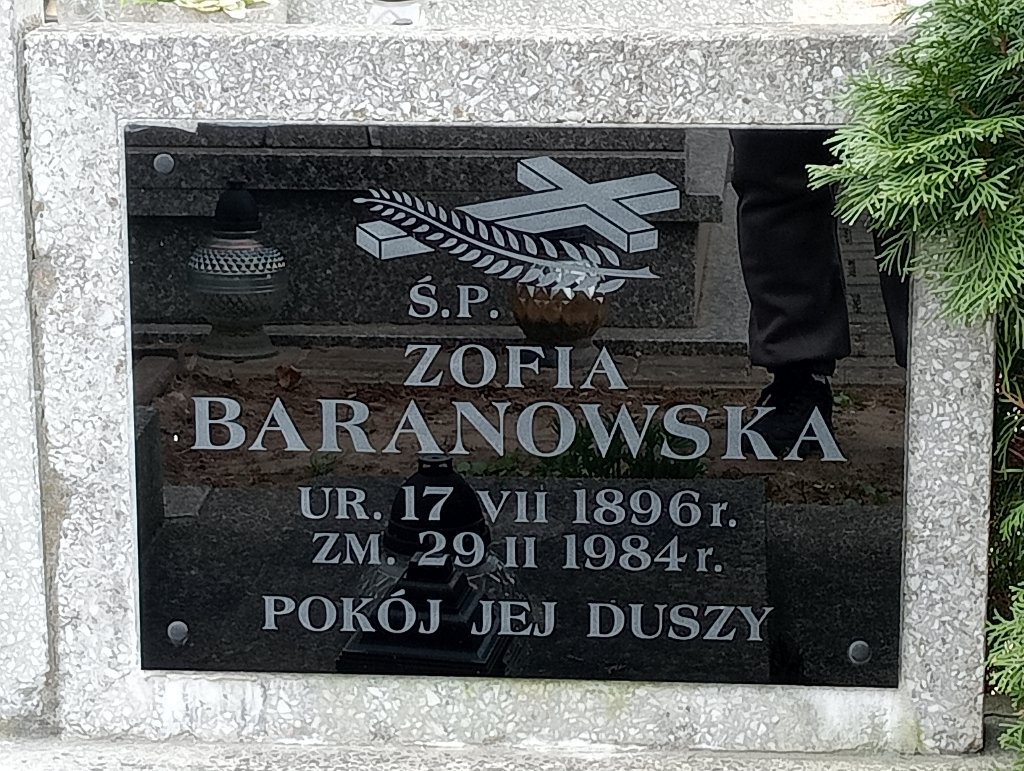 Ś.P.
ZOFIA
BARANOWSKA
UR. 17 VII 1896 r.
ZM. 29 II 1984 r.
POKÓJ JEJ DUSZY